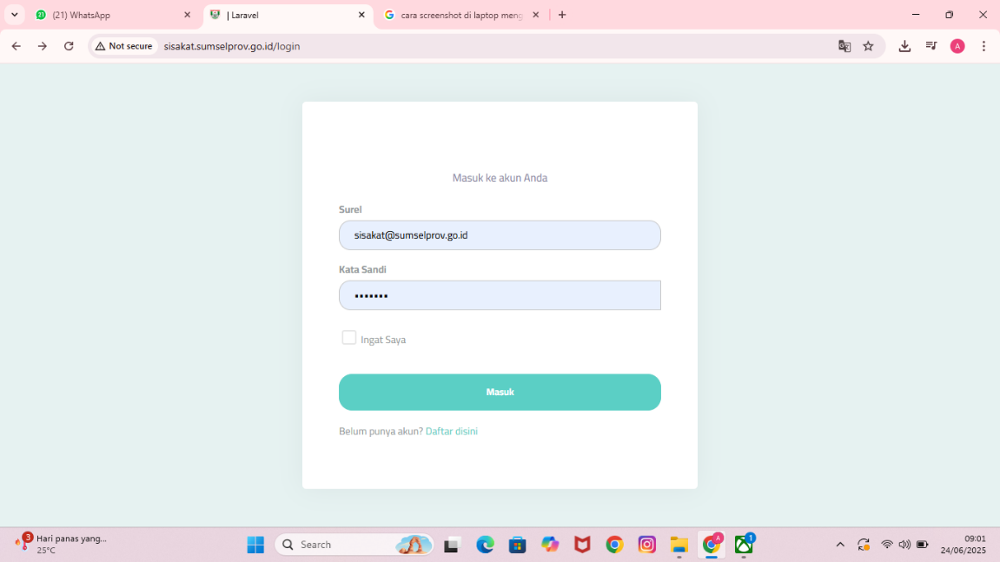 (21) WhatsApp
| Laravel
cara screenshot di laptop meng
Not secure
sisakat.sumselprov.go.id/login
A
Masuk ke akun Anda
Surel
sisakat@sumselprov.go.id
Kata Sandi
Ingat Saya
Masuk
Belum punya akun? Daftar disini
3
Hari panas yang...
25°C
Search
A
1
09:01
24/06/2025